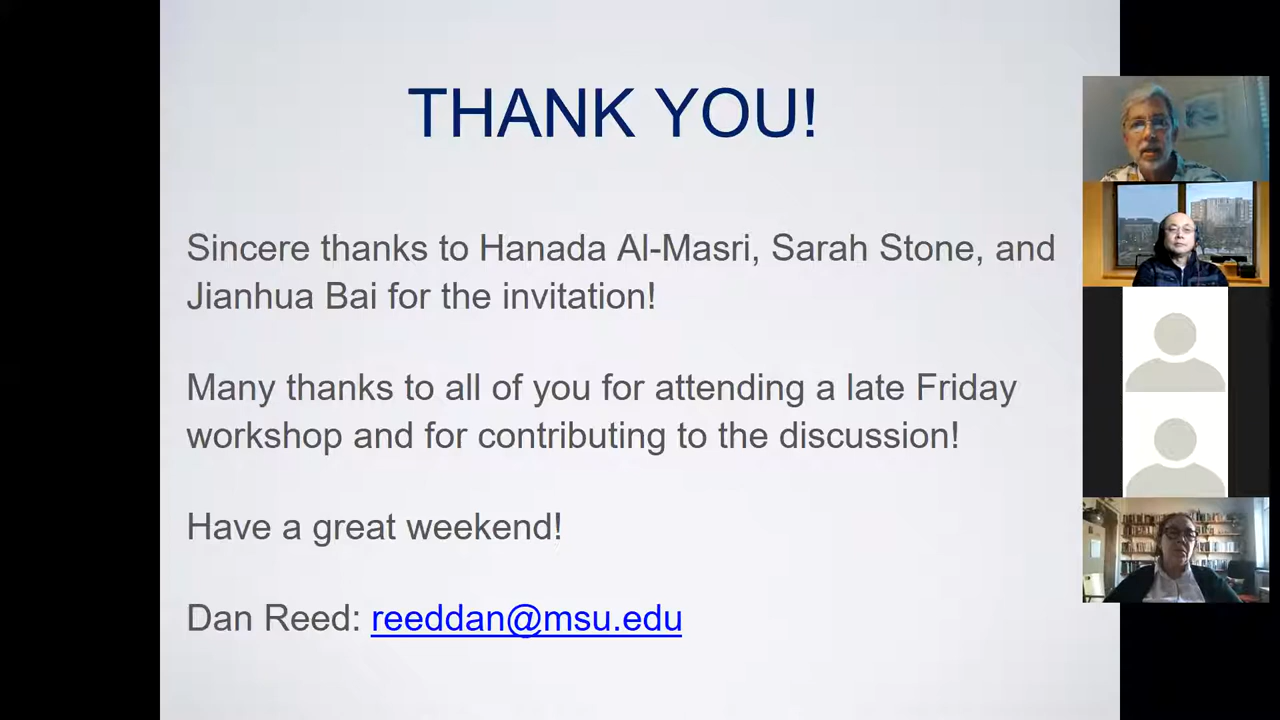 THANK YOU!
Sincere thanks to Hanada Al-Masri, Sarah Stone, and
Jianhua Bai for the invitation!
Many thanks to all of you for attending a late Friday
workshop and for contributing to the discussion!
Have a great weekend!
Dan Reed: reeddan@msu.edu